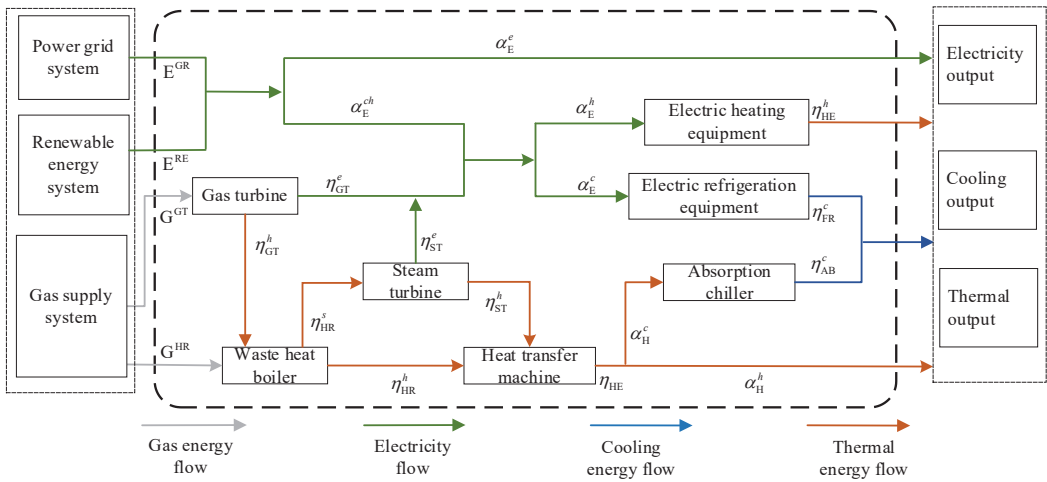 Power grid
system
E^GR
Renewable
energy
system
E^RE
Gas supply
system
G^GT
G^HR
α_E^e
α_E^ch
Gas turbine
η_GT^e
η_GT^h
η_ST^e
Steam
turbine
η_ST^h
η_HR^s
Waste heat
boiler
η_HR^h
Heat transfer
machine
η_HE
α_E^h
Electric heating
equipment
η_HE^h
α_E^c
Electric refrigeration
equipment
η_FR^c
Absorption
chiller
η_AB^c
α_H^c
α_H^h
Electricity
output
Cooling
output
Thermal
output
Gas energy
flow
Electricity
flow
Cooling
energy flow
Thermal
energy flow